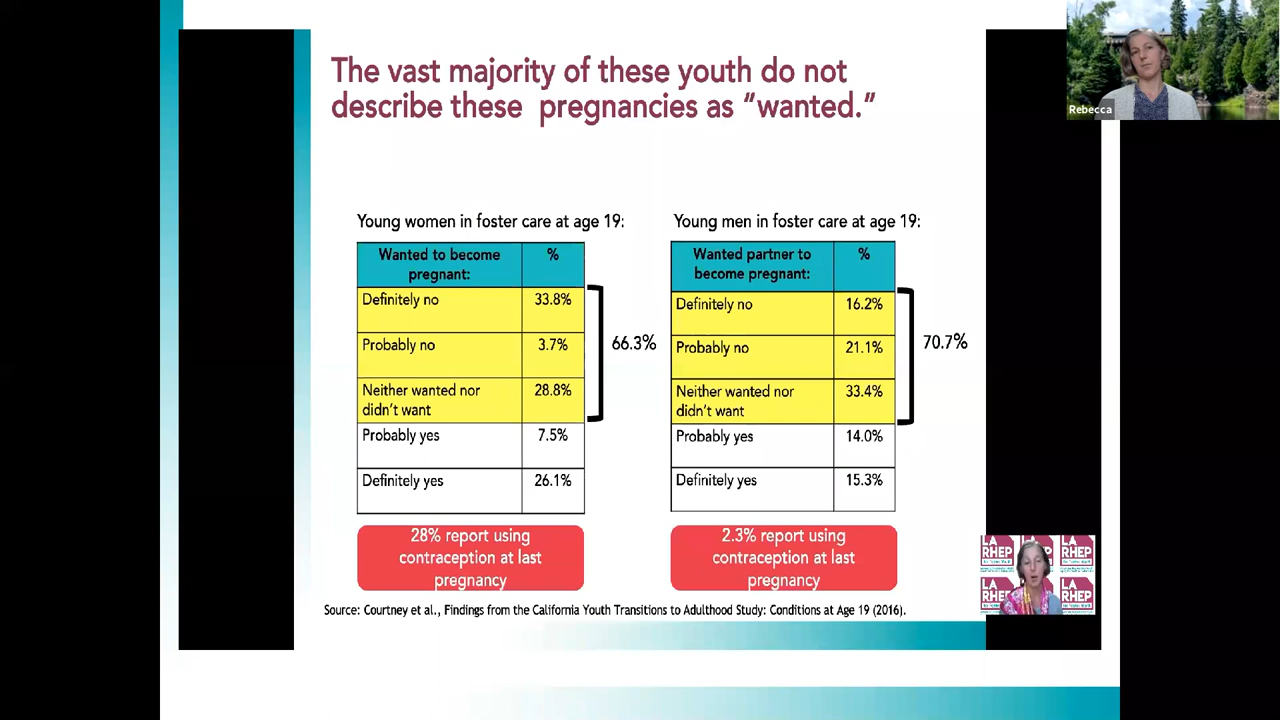 The vast majority of these youth do not
describe these pregnancies as “wanted.”
Rebecca
Young women in foster care at age 19:
Wanted to become
pregnant:
%
Definitely no
33.8%
Probably no
3.7%
Neither wanted nor
didn’t want
28.8%
Probably yes
7.5%
Definitely yes
26.1%
66.3%
28% report using
contraception at last
pregnancy
Young men in foster care at age 19:
Wanted partner to
become pregnant:
%
Definitely no
16.2%
Probably no
21.1%
Neither wanted nor
didn’t want
33.4%
Probably yes
14.0%
Definitely yes
15.3%
70.7%
2.3% report using
contraception at last
pregnancy
LA
RHEP
RHEP
RHEP
Source: Courtney et al., Findings from the California Youth Transitions to Adulthood Study: Conditions at Age 19 (2016).